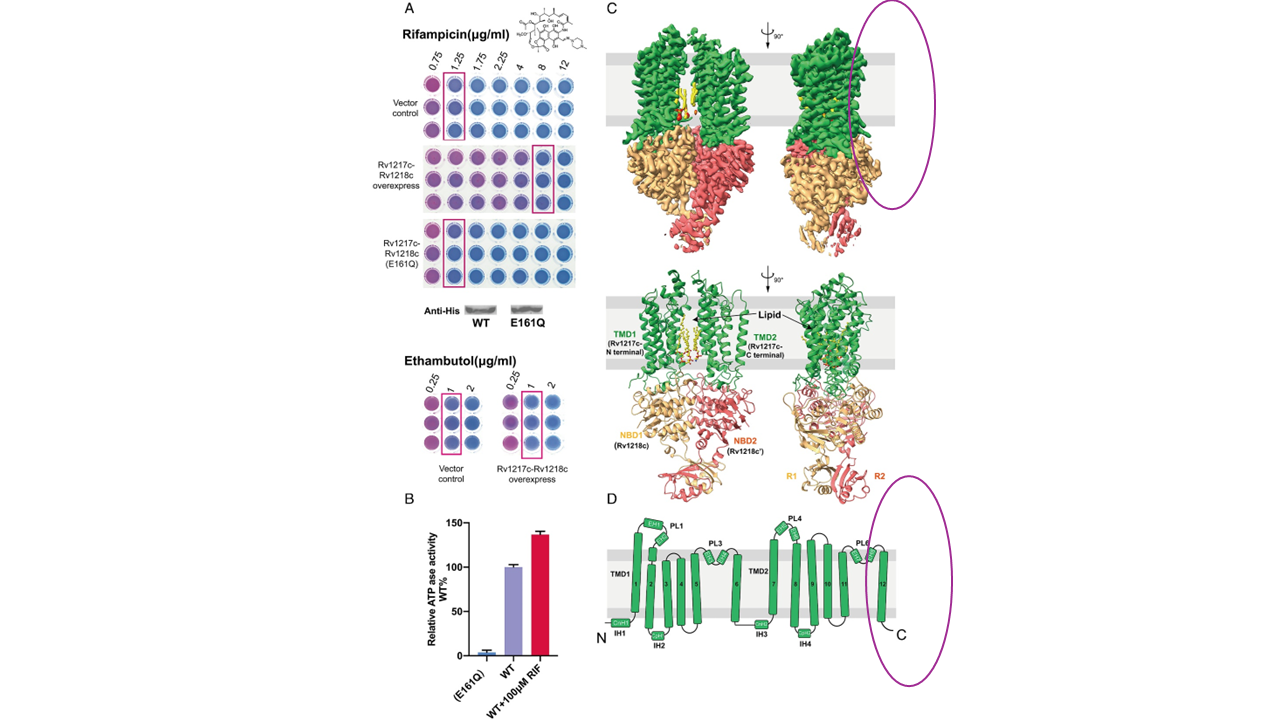 A
Rifampicin(µg/ml)
0.75
1.25
1.75
2.25
4
8
12
Vector
control
Rv1217c-
Rv1218c
overexpress
Rv1217c-
Rv1218c
(E161Q)
Anti-His
WT
E161Q
Ethambutol(µg/ml)
0.25
1
2
0.25
1
2
Vector
control
Rv1217c-Rv1218c
overexpress
B
Relative ATP ase activity
WT%
150
100
50
0
(E161Q)
WT
WT+100µM RIF
C
90°
90°
Lipid
TMD1
(Rv1217c-
N terminal)
TMD2
(Rv1217c-
C terminal)
NBD1
(Rv1218c)
NBD2
(Rv1218c')
R1
R2
D
PL1
PL3
PL4
PL6
TMD1
TMD2
1
2
3
4
5
6
7
8
9
10
11
12
N
IH1
IH2
IH3
IH4
C